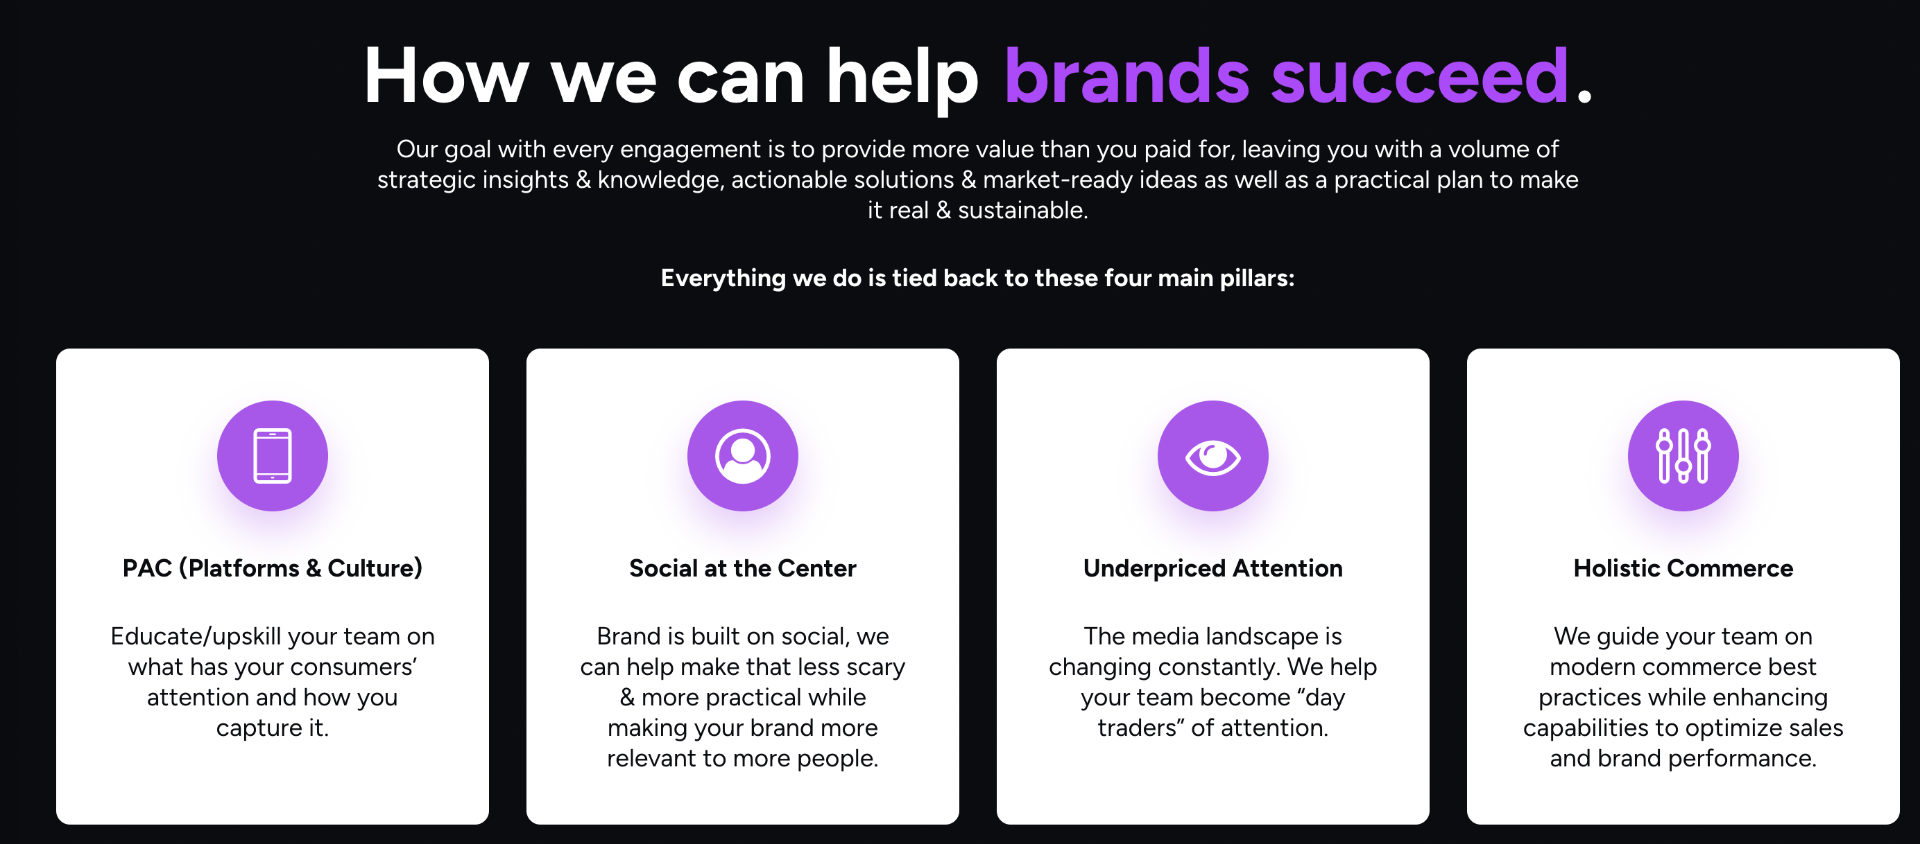 How we can help brands succeed.
Our goal with every engagement is to provide more value than you paid for, leaving you with a volume of
strategic insights & knowledge, actionable solutions & market-ready ideas as well as a practical plan to make
it real & sustainable.
Everything we do is tied back to these four main pillars:
PAC (Platforms & Culture)
Educate/upskill your team on
what has your consumers’
attention and how you
capture it.
Social at the Center
Brand is built on social, we
can help make that less scary
& more practical while
making your brand more
relevant to more people.
Underpriced Attention
The media landscape is
changing constantly. We help
your team become “day
traders” of attention.
Holistic Commerce
We guide your team on
modern commerce best
practices while enhancing
capabilities to optimize sales
and brand performance.